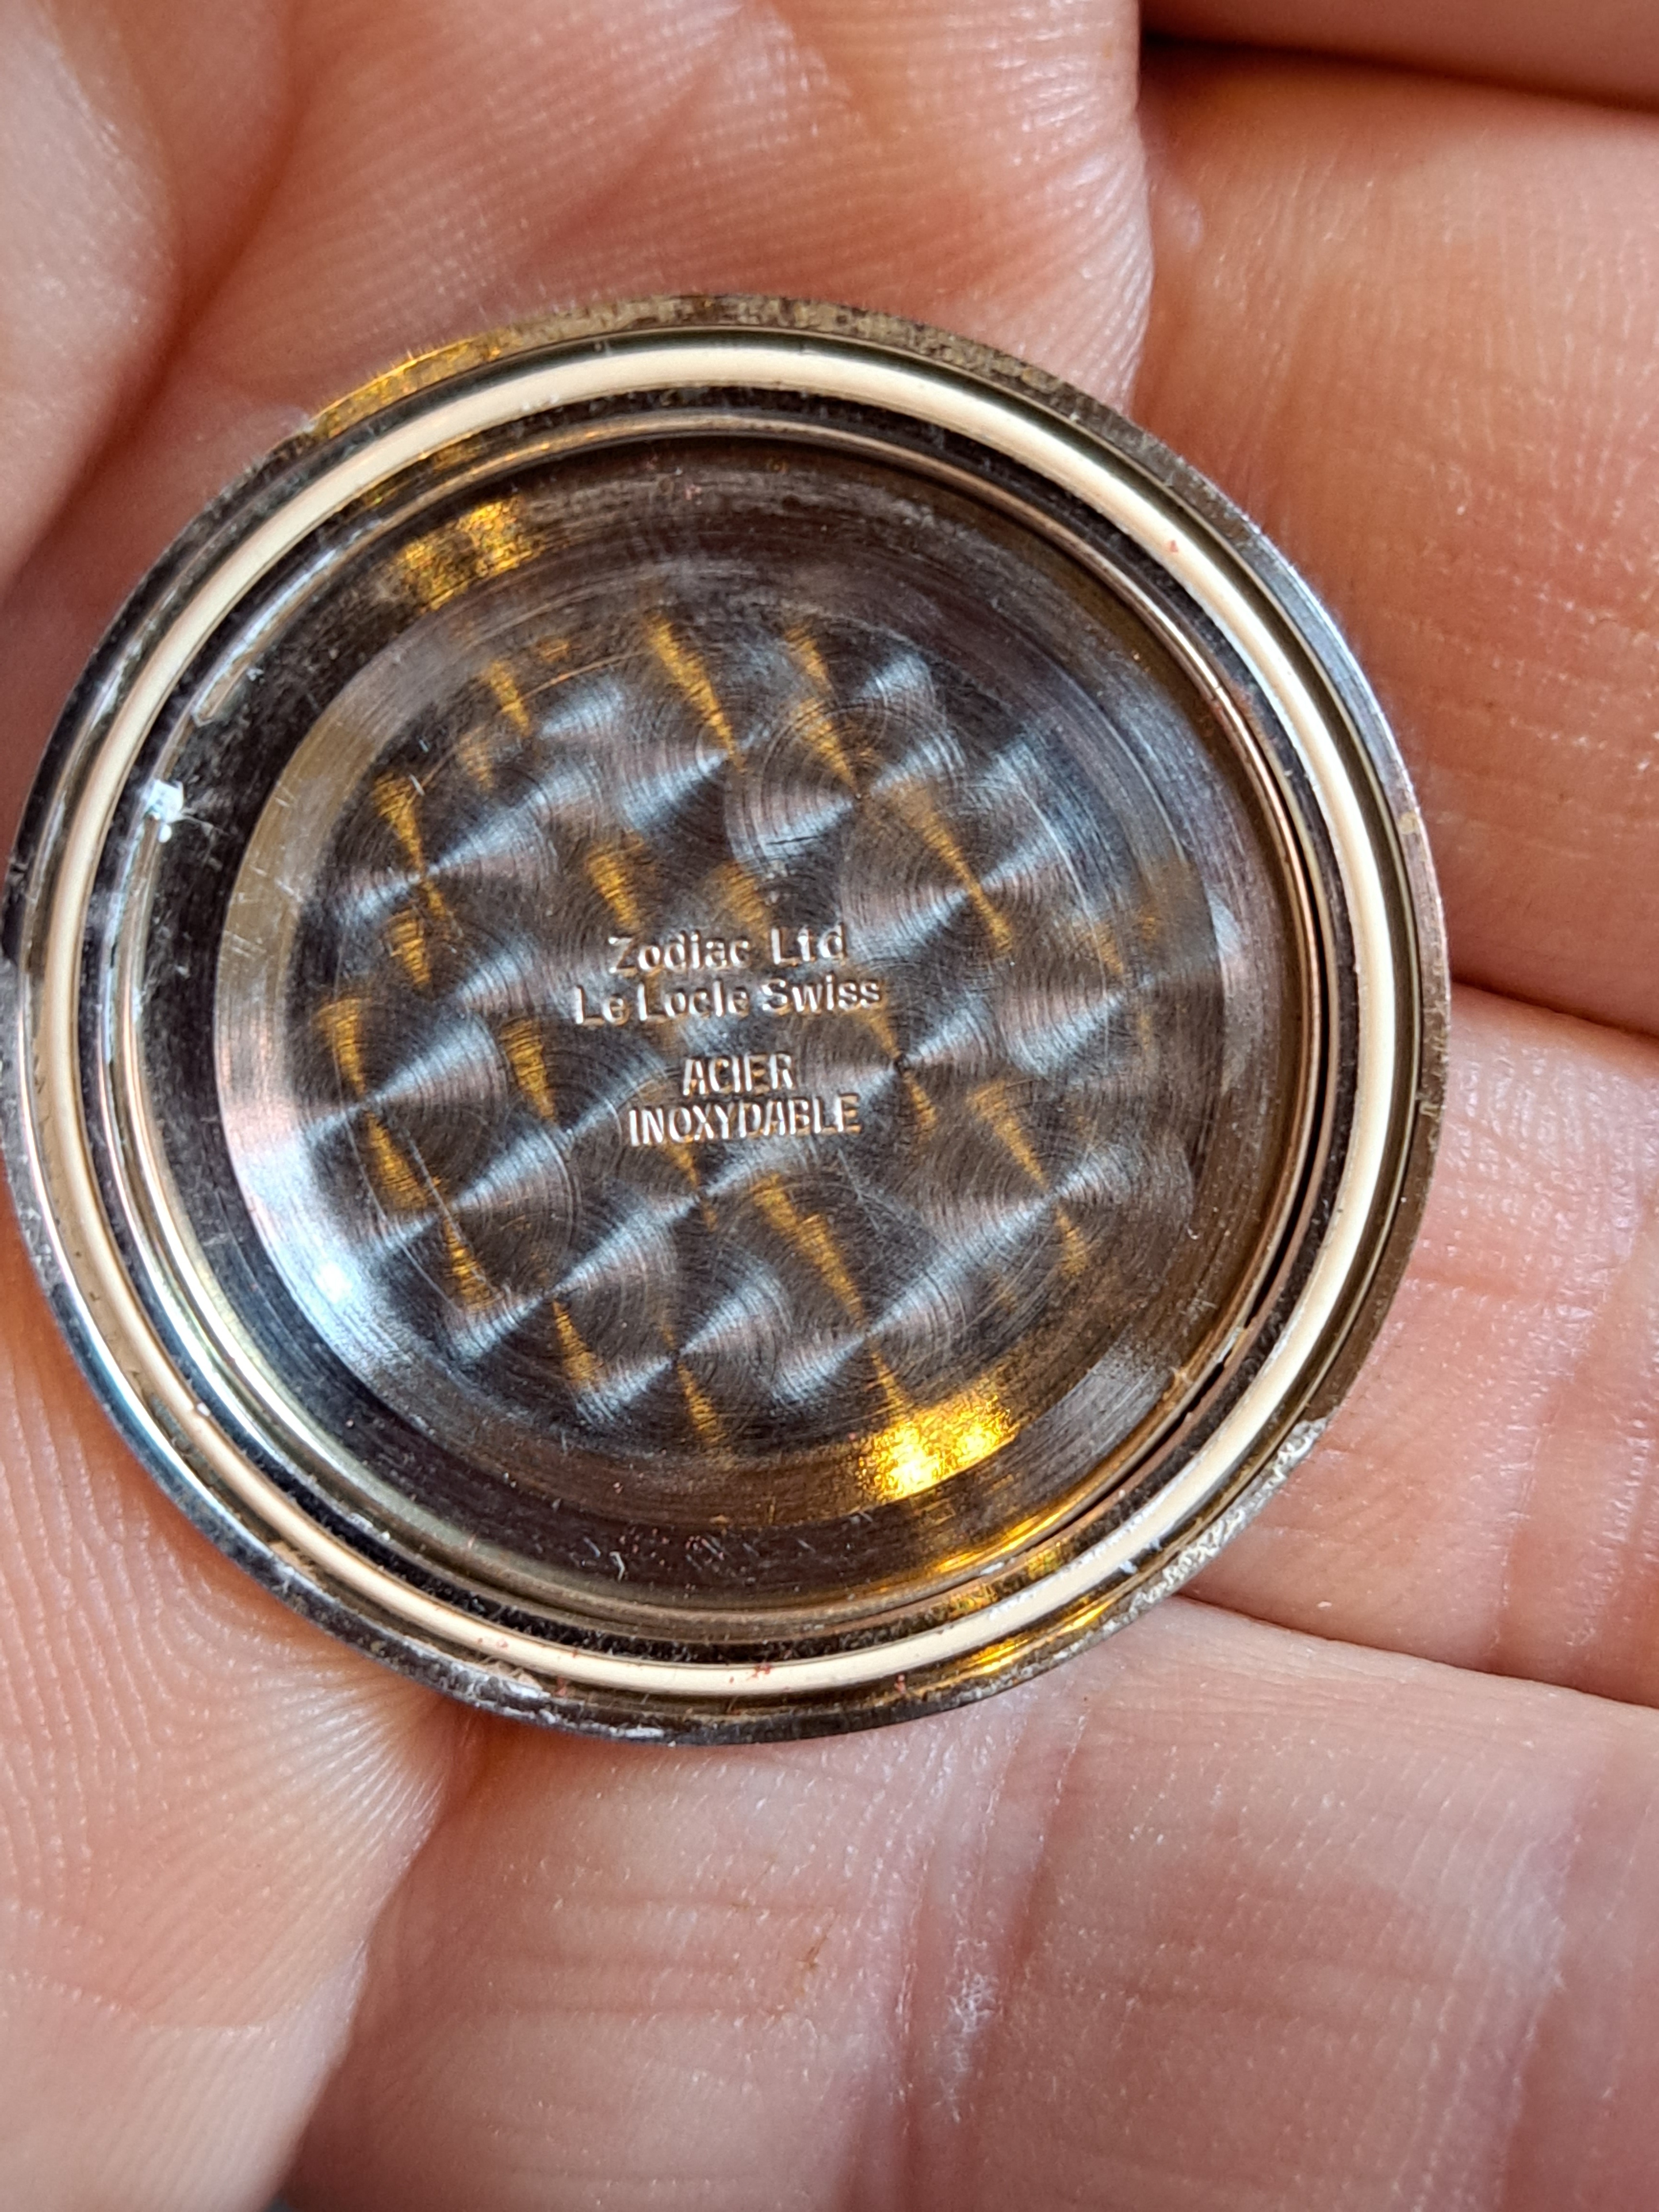 Zodiac Ltd
Le Locle Swiss
ACIER
INOXYDABLE